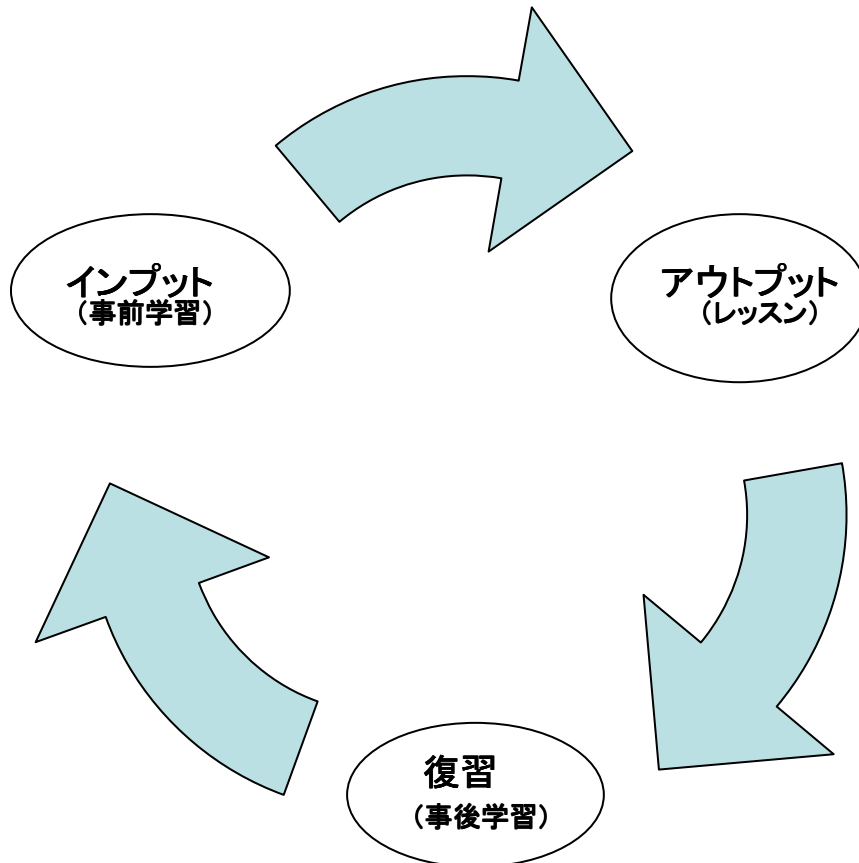 インプット
（事前学習）
アウトプット
（レッスン）
復習
（事後学習）